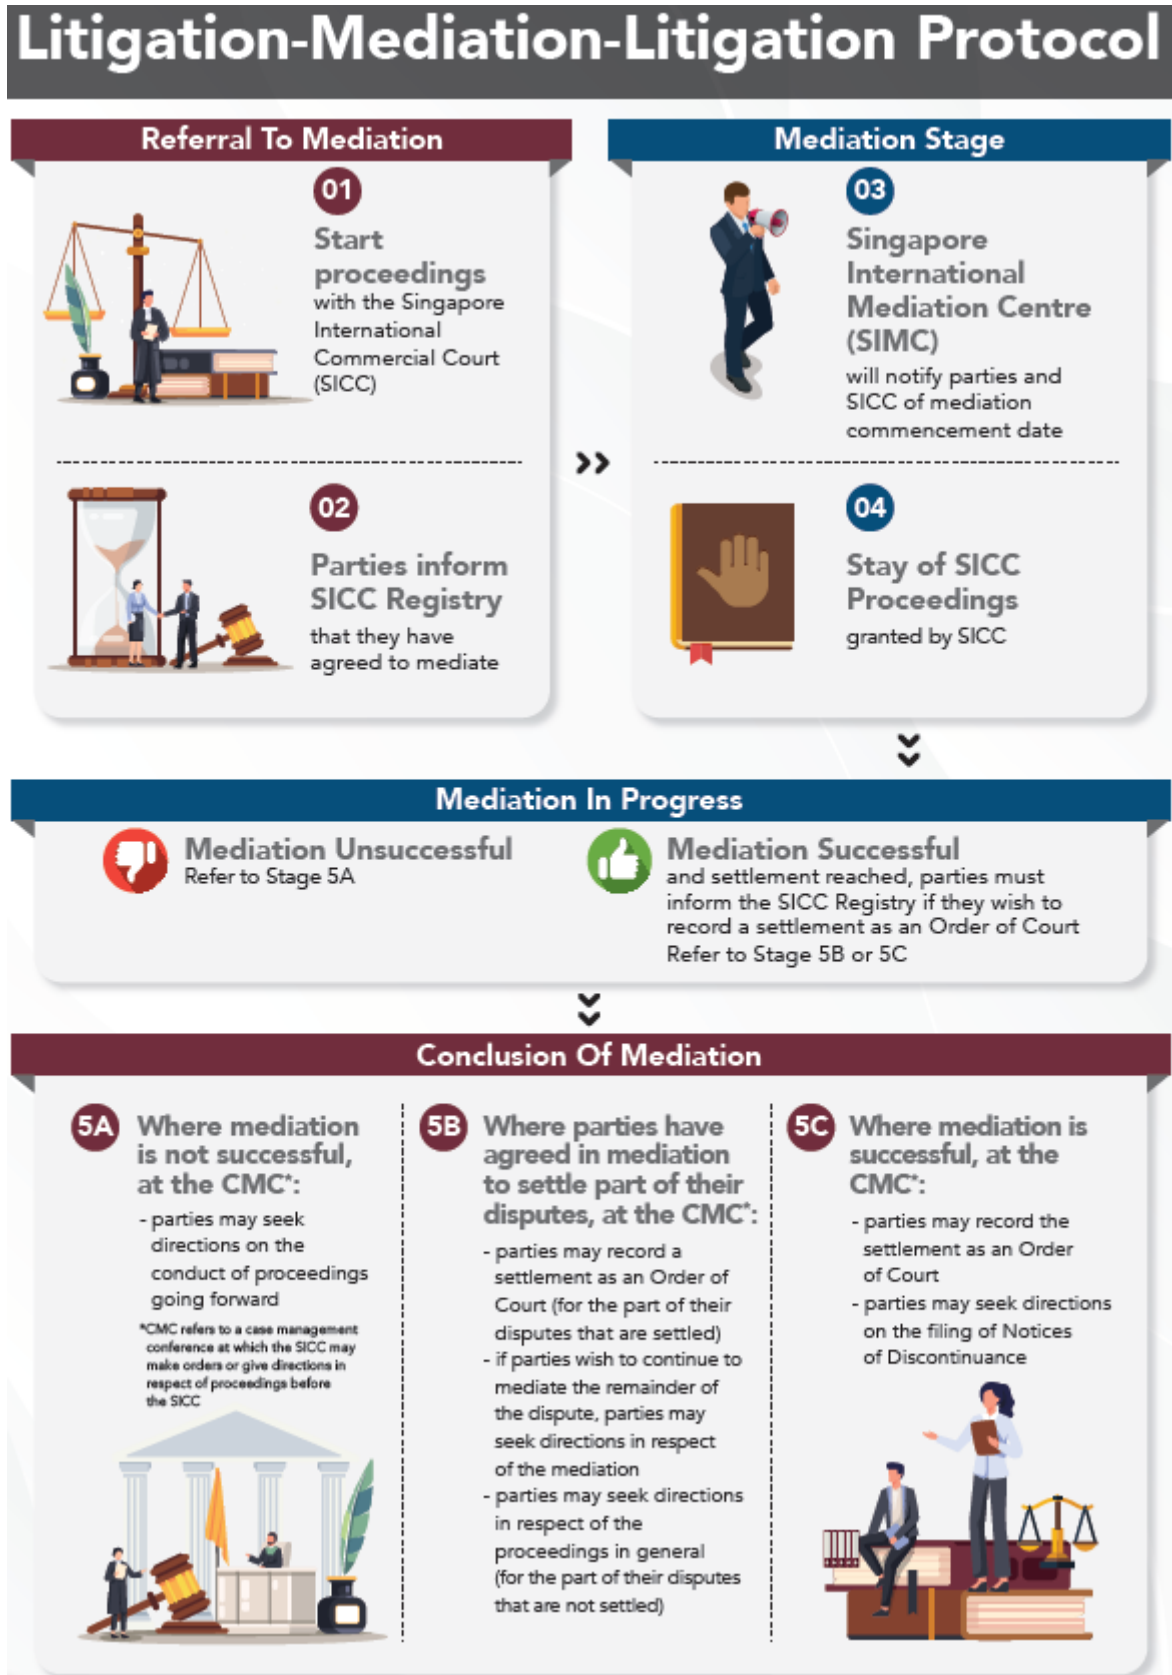 Litigation-Mediation-Litigation Protocol
Referral To Mediation
01
Start
proceedings
with the Singapore
International
Commercial Court
(SICC)
02
Parties inform
SICC Registry
that they have
agreed to mediate
Mediation Stage
03
Singapore
International
Mediation Centre
(SIMC)
will notify parties and
SICC of mediation
commencement date
04
Stay of SICC
Proceedings
granted by SICC
Mediation In Progress
Mediation Unsuccessful
Refer to Stage 5A
Mediation Successful
and settlement reached, parties must
inform the SICC Registry if they wish to
record a settlement as an Order of Court
Refer to Stage 5B or 5C
Conclusion Of Mediation
5A
Where mediation
is not successful,
at the CMC*:
- parties may seek
directions on the
conduct of proceedings
going forward
*CMC refers to a case management
conference at which the SICC may
make orders or give directions in
respect of proceedings before
the SICC
5B
Where parties have
agreed in mediation
to settle part of their
disputes, at the CMC*:
- parties may record a
settlement as an Order of
Court (for the part of their
disputes that are settled)
- if parties wish to continue to
mediate the remainder of
the dispute, parties may
seek directions in respect
of the mediation
- parties may seek directions
in respect of the
proceedings in general
(for the part of their disputes
that are not settled)
5C
Where mediation is
successful, at the
CMC*:
- parties may record the
settlement as an Order
of Court
- parties may seek directions
on the filing of Notices
of Discontinuance